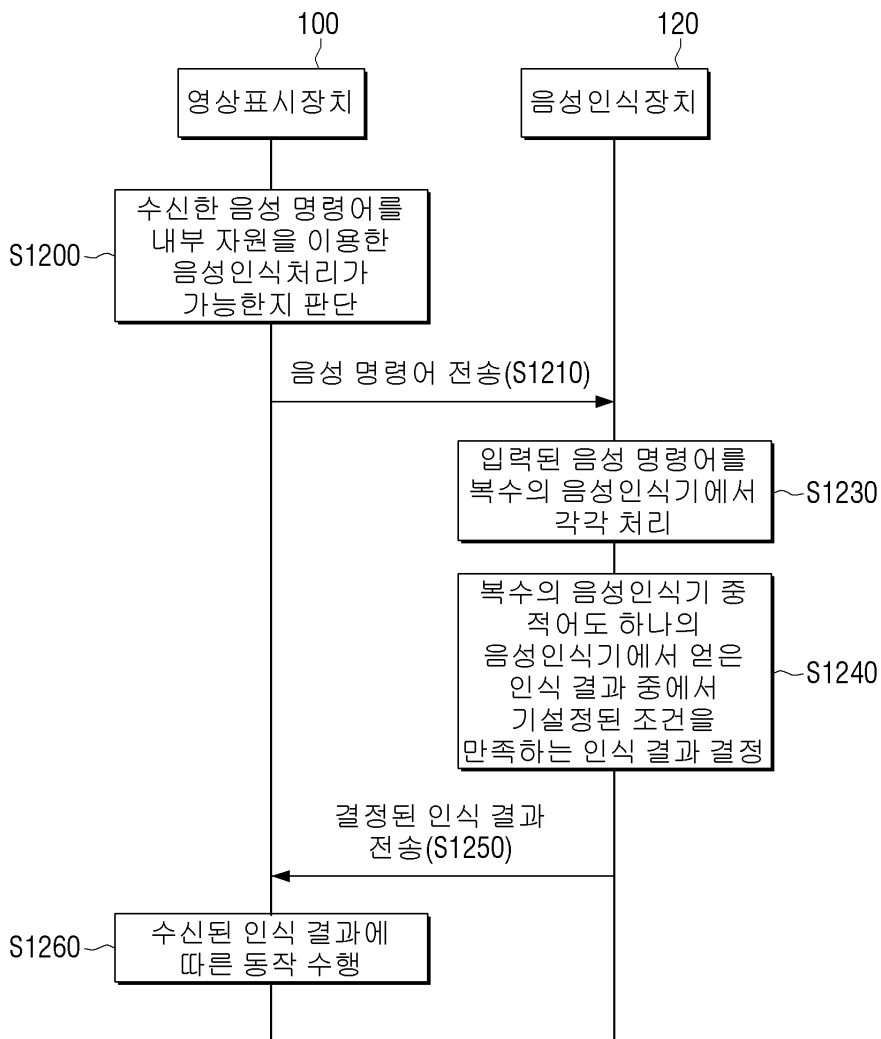 100
120
영상표시장치
음성인식장치
S1200
수신한 음성 명령어를
내부 자원을 이용한
음성인식처리가
가능한지 판단
음성 명령어 전송(S1210)
입력된 음성 명령어를
복수의 음성인식기에서
각각 처리
S1230
복수의 음성인식기 중
적어도 하나의
음성인식기에서 얻은
인식 결과 중에서
기설정된 조건을
만족하는 인식 결과 결정
S1240
결정된 인식 결과
전송(S1250)
S1260
수신된 인식 결과에
따른 동작 수행